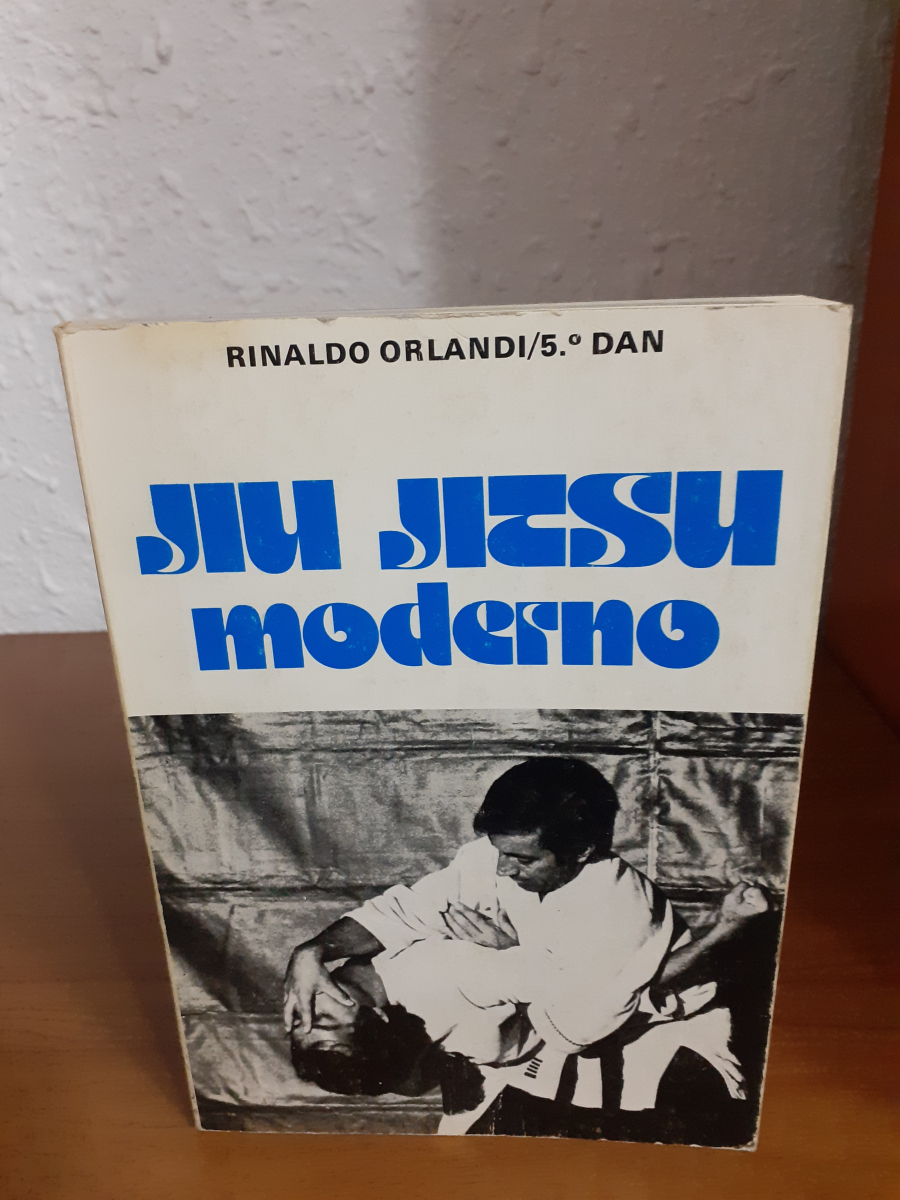 RINALDO ORLANDI/5.º DAN
JIU JITSU
moderno